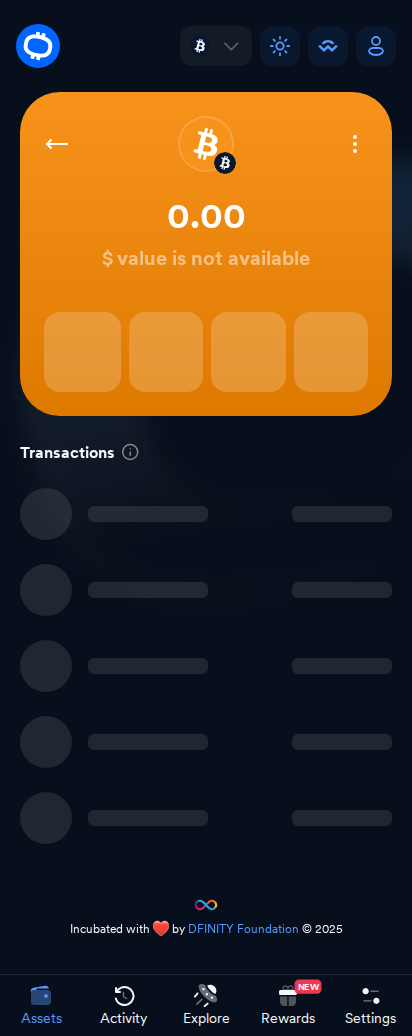 0.00
$ value is not available
Transactions
Incubated with ❤️ by DFINITY Foundation © 2025
NEW
Assets
Activity
Explore
Rewards
Settings